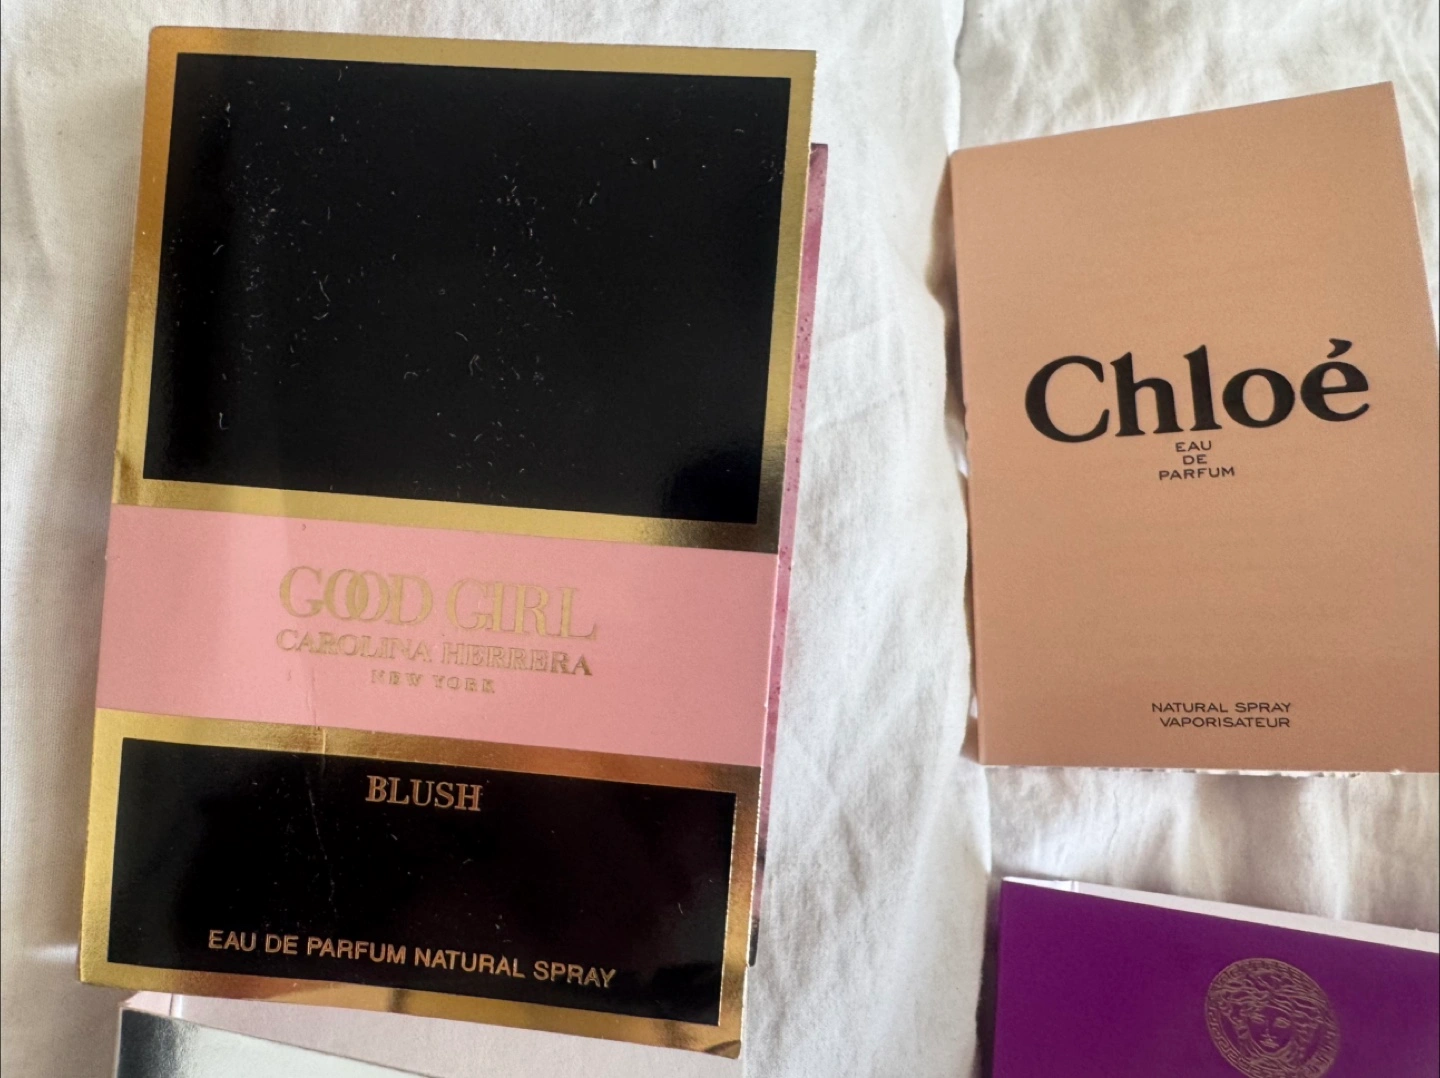 GOOD GIRL
CAROLINA HERRERA
NEW YORK
BLUSH
EAU DE PARFUM NATURAL SPRAY
Chloé
EAU
DE
PARFUM
NATURAL SPRAY
VAPORISATEUR